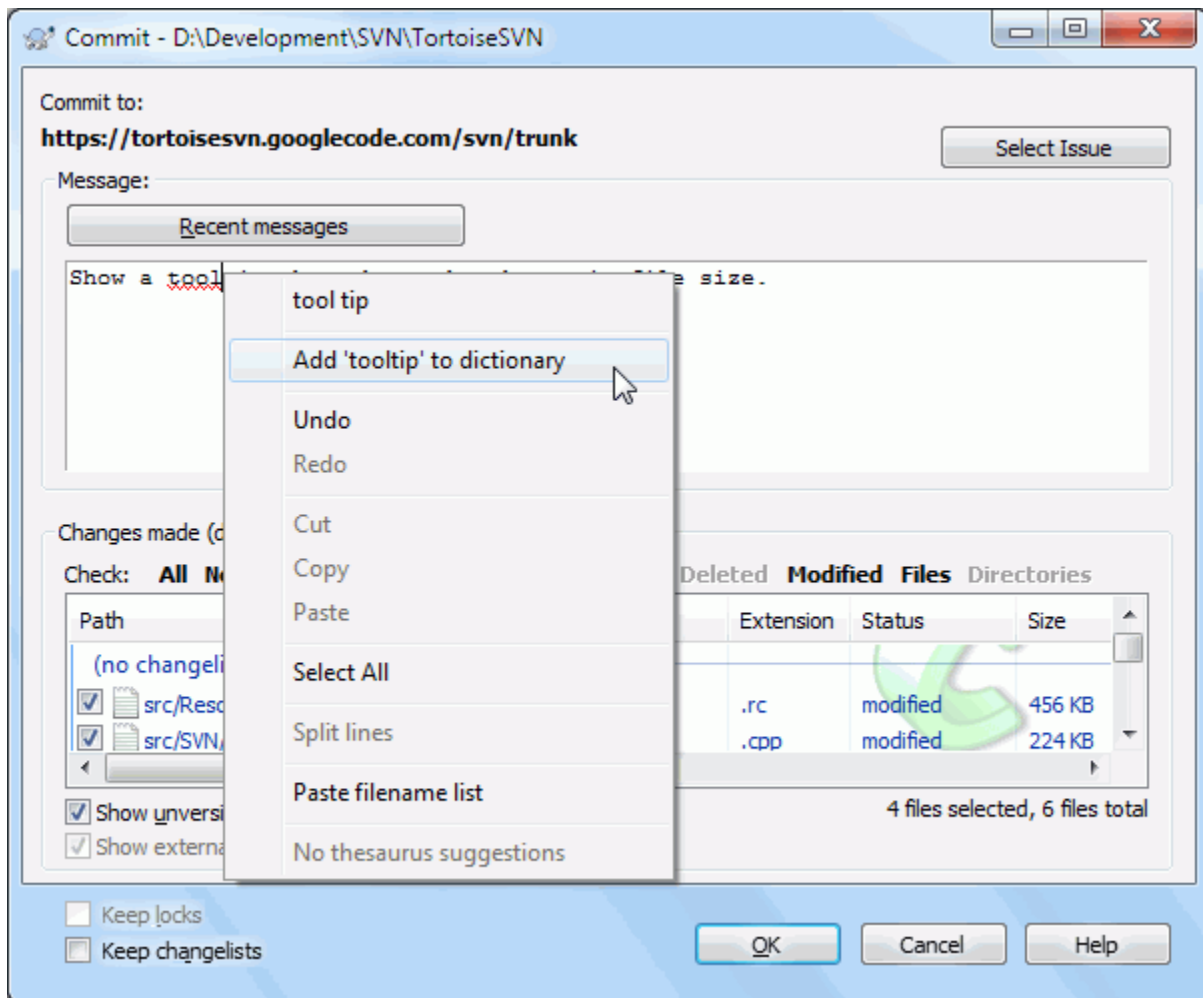 Commit - D:\Development\SVN\TortoiseSVN
Commit to:
https://tortoisesvn.googlecode.com/svn/trunk
Select Issue
Message:
Recent messages
Show a tool size.
tool tip
Add 'tooltip' to dictionary
Undo
Redo
Cut
Copy
Paste
Select All
Split lines
Paste filename list
No thesaurus suggestions
Changes made
Check: All Deleted Modified Files Directories
Path Extension Status Size
(no
.rc modified 456 KB
.cpp modified 224 KB
Show
4 files selected, 6 files total
Show
Keep locks
Keep changelists
OK Cancel Help